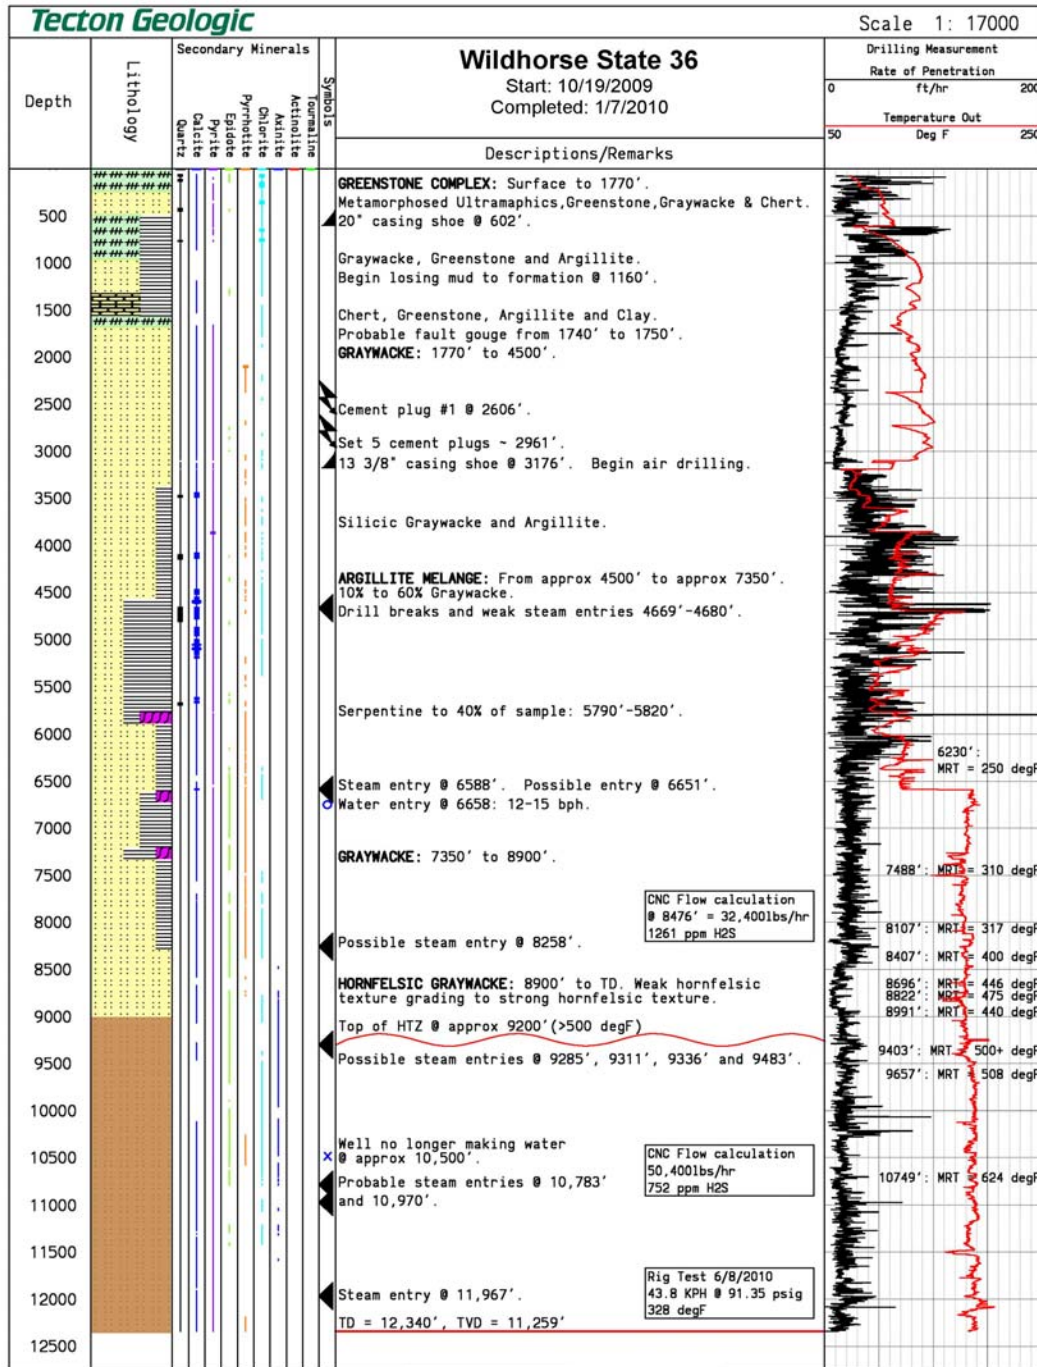 Tecton Geologic
Scale 1: 17000
Depth
Lithology
Secondary Minerals
Quartz
Calcite
Pyrite
Epidote
Pyrrhotite
Chlorite
Axinite
Actinolite
Tourmaline
Symbols
Wildhorse State 36
Start: 10/19/2009
Completed: 1/7/2010
Descriptions/Remarks
Drilling Measurement
Rate of Penetration
0 ft/hr 200
Temperature Out
50 Deg F 250
500
1000
1500
2000
2500
3000
3500
4000
4500
5000
5500
6000
6500
7000
7500
8000
8500
9000
9500
10000
10500
11000
11500
12000
12500
GREENSTONE COMPLEX: Surface to 1770'.
Metamorphosed Ultramaphics,Greenstone,Graywacke & Chert.
20" casing shoe @ 602'.
Graywacke, Greenstone and Argillite.
Begin losing mud to formation @ 1160'.
Chert, Greenstone, Argillite and Clay.
Probable fault gouge from 1740' to 1750'.
GRAYWACKE: 1770' to 4500'.
Cement plug #1 @ 2606'.
Set 5 cement plugs ~ 2961'.
13 3/8" casing shoe @ 3176'. Begin air drilling.
Silicic Graywacke and Argillite.
ARGILLITE MELANGE: From approx 4500' to approx 7350'.
10% to 60% Graywacke.
Drill breaks and weak steam entries 4669'-4680'.
Serpentine to 40% of sample: 5790'-5820'.
Steam entry @ 6588'. Possible entry @ 6651'.
Water entry @ 6658: 12-15 bph.
GRAYWACKE: 7350' to 8900'.
CNC Flow calculation
@ 8476' = 32,400lbs/hr
1261 ppm H2S
Possible steam entry @ 8258'.
HORNFELSIC GRAYWACKE: 8900' to TD. Weak hornfelsic
texture grading to strong hornfelsic texture.
Top of HTZ @ approx 9200'(>500 degF)
Possible steam entries @ 9285', 9311', 9336' and 9483'.
Well no longer making water
@ approx 10,500'.
CNC Flow calculation
50,400lbs/hr
752 ppm H2S
Probable steam entries @ 10,783'
and 10,970'.
Rig Test 6/8/2010
43.8 KPH @ 91.35 psig
328 degF
Steam entry @ 11,967'.
TD = 12,340', TVD = 11,259'
6230':
MRT = 250 degF
7488': MRT = 310 degF
8107': MRT = 317 degF
8407': MRT = 400 degF
8696': MRT = 446 degF
8822': MRT = 475 degF
8991': MRT = 440 degF
9403': MRT 500+ degF
9657': MRT = 508 degF
10749': MRT = 624 degF